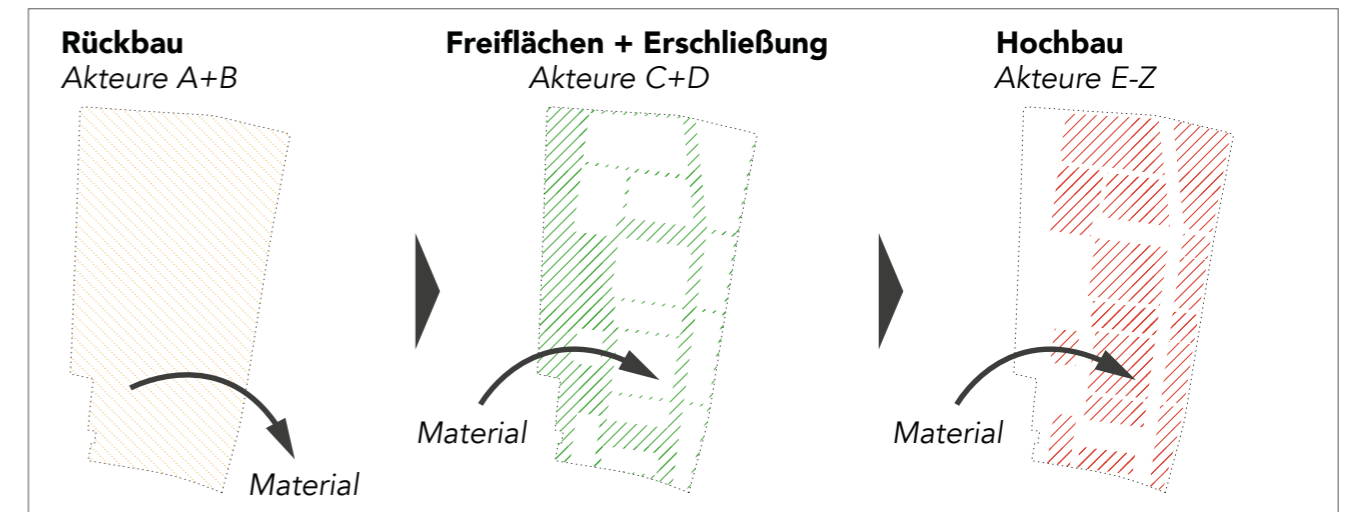 Rückbau
Akteure A+B
Material
Freiflächen + Erschließung
Akteure C+D
Material
Hochbau
Akteure E-Z
Material